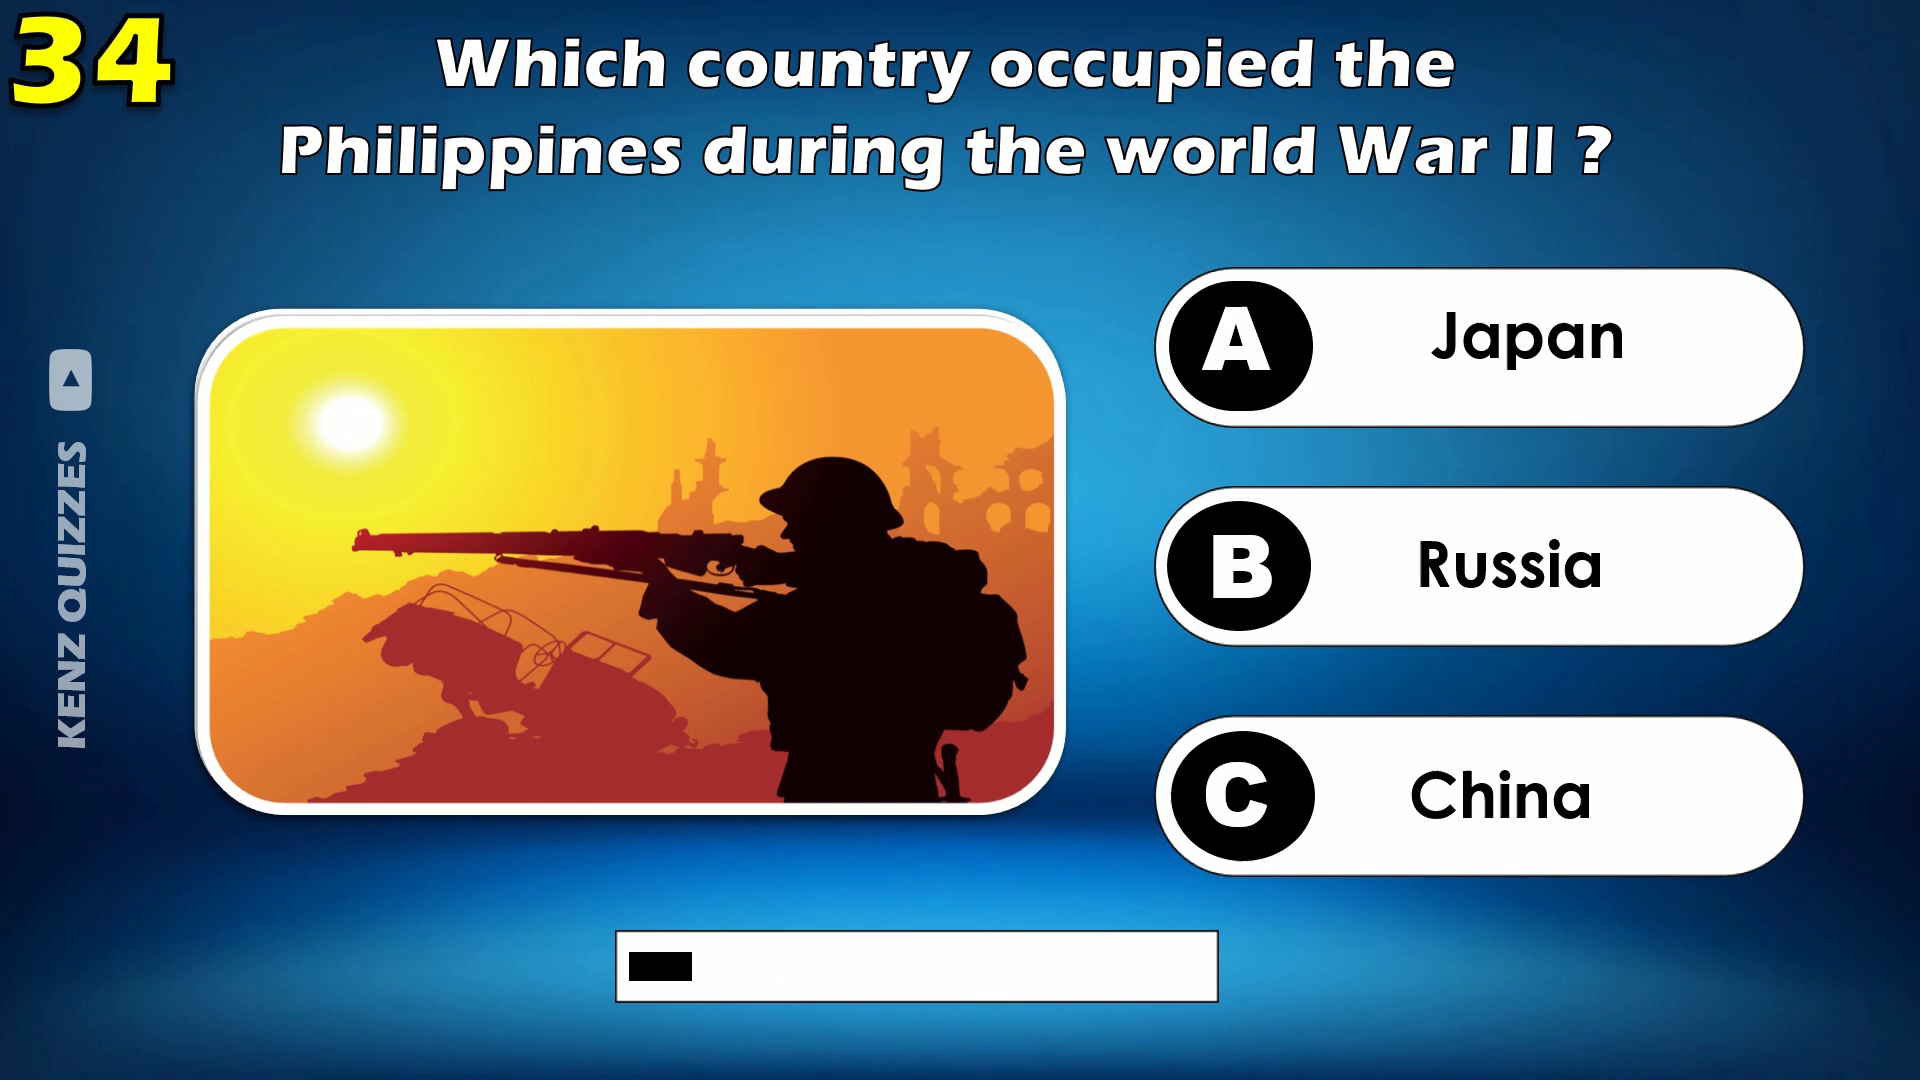 34
Which country occupied the
Philippines during the world War II ?
A Japan
B Russia
C China
KENZ QUIZZES